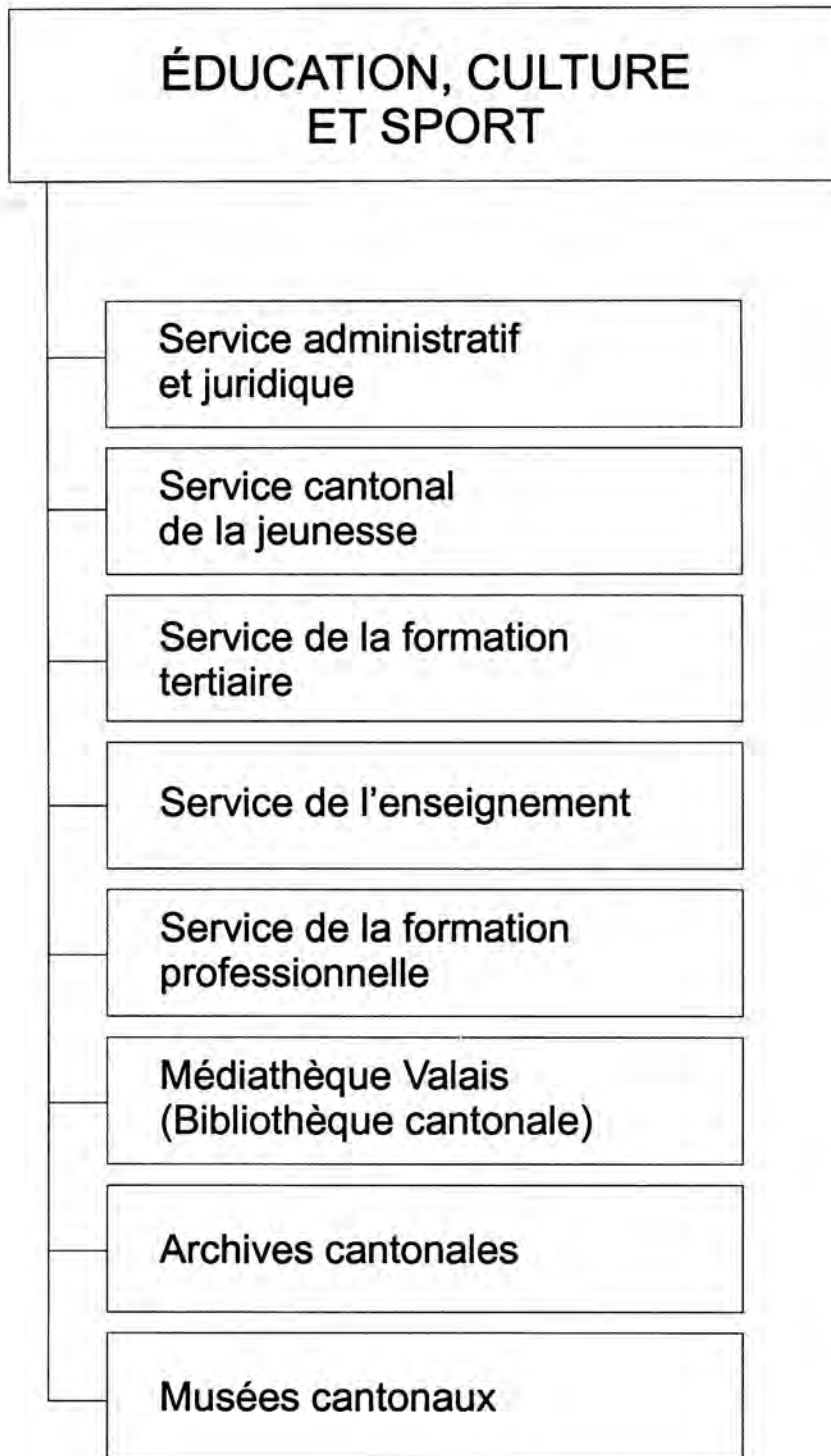 ÉDUCATION, CULTURE
ET SPORT
Service administratif
et juridique
Service cantonal
de la jeunesse
Service de la formation
tertiaire
Service de l'enseignement
Service de la formation
professionnelle
Médiathèque Valais
(Bibliothèque cantonale)
Archives cantonales
Musées cantonaux